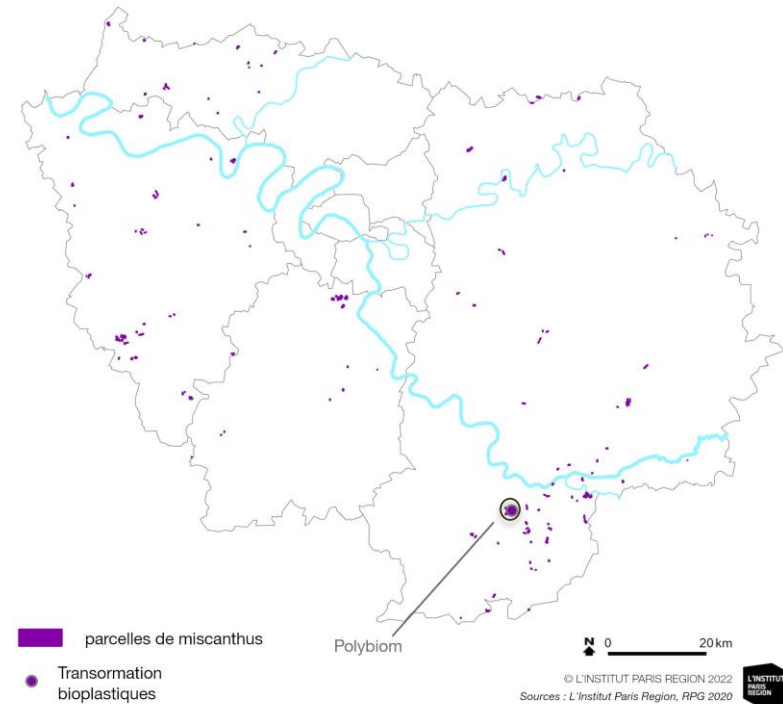 parcelles de miscanthus
Polybiom
Transormation
bioplastiques
N 0 20 km
© L'INSTITUT PARIS REGION 2022
Sources : L'Institut Paris Region, RPG 2020
L'INSTITUT
PARIS
REGION